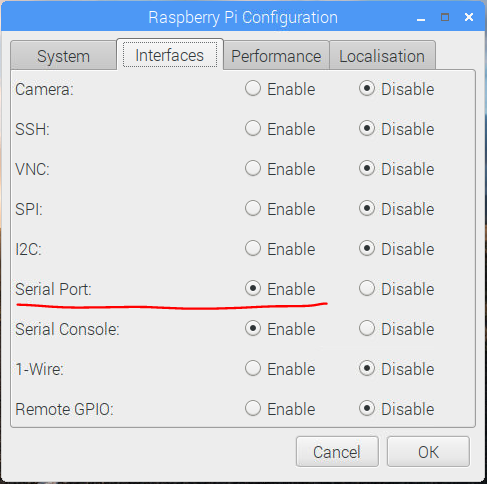 Raspberry Pi Configuration
System Interfaces Performance Localisation
Camera: Enable Disable
SSH: Enable Disable
VNC: Enable Disable
SPI: Enable Disable
I2C: Enable Disable
Serial Port: Enable Disable
Serial Console: Enable Disable
1-Wire: Enable Disable
Remote GPIO: Enable Disable
Cancel OK